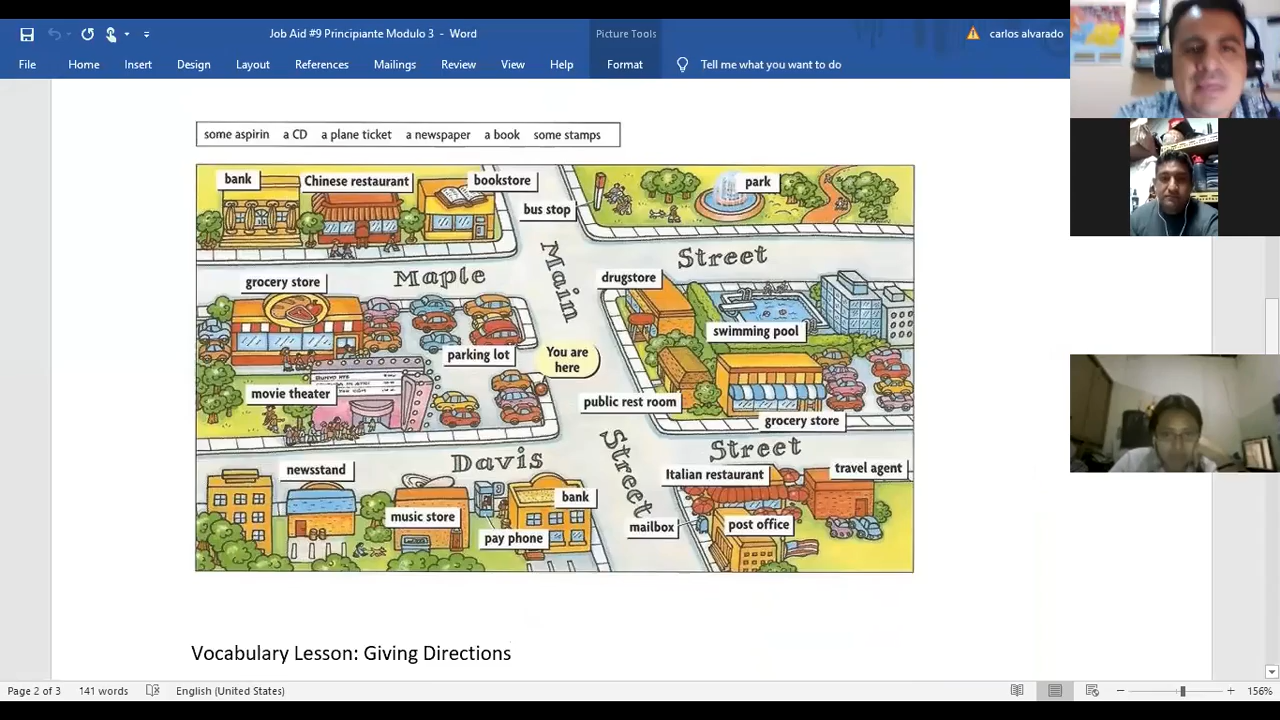 Job Aid #9 Principiante Modulo 3 - Word
Picture Tools
carlos alvarado
File Home Insert Design Layout References Mailings Review View Help Format Tell me what you want to do
some aspirin a CD a plane ticket a newspaper a book some stamps
bank
Chinese restaurant
bookstore
park
bus stop
Main
Street
Maple
Street
grocery store
drugstore
swimming pool
parking lot
You are
here
movie theater
public rest room
grocery store
Davis
Street
newsstand
Italian restaurant
travel agent
bank
music store
mailbox
post office
pay phone
Vocabulary Lesson: Giving Directions
Page 2 of 3 141 words English (United States) 156%